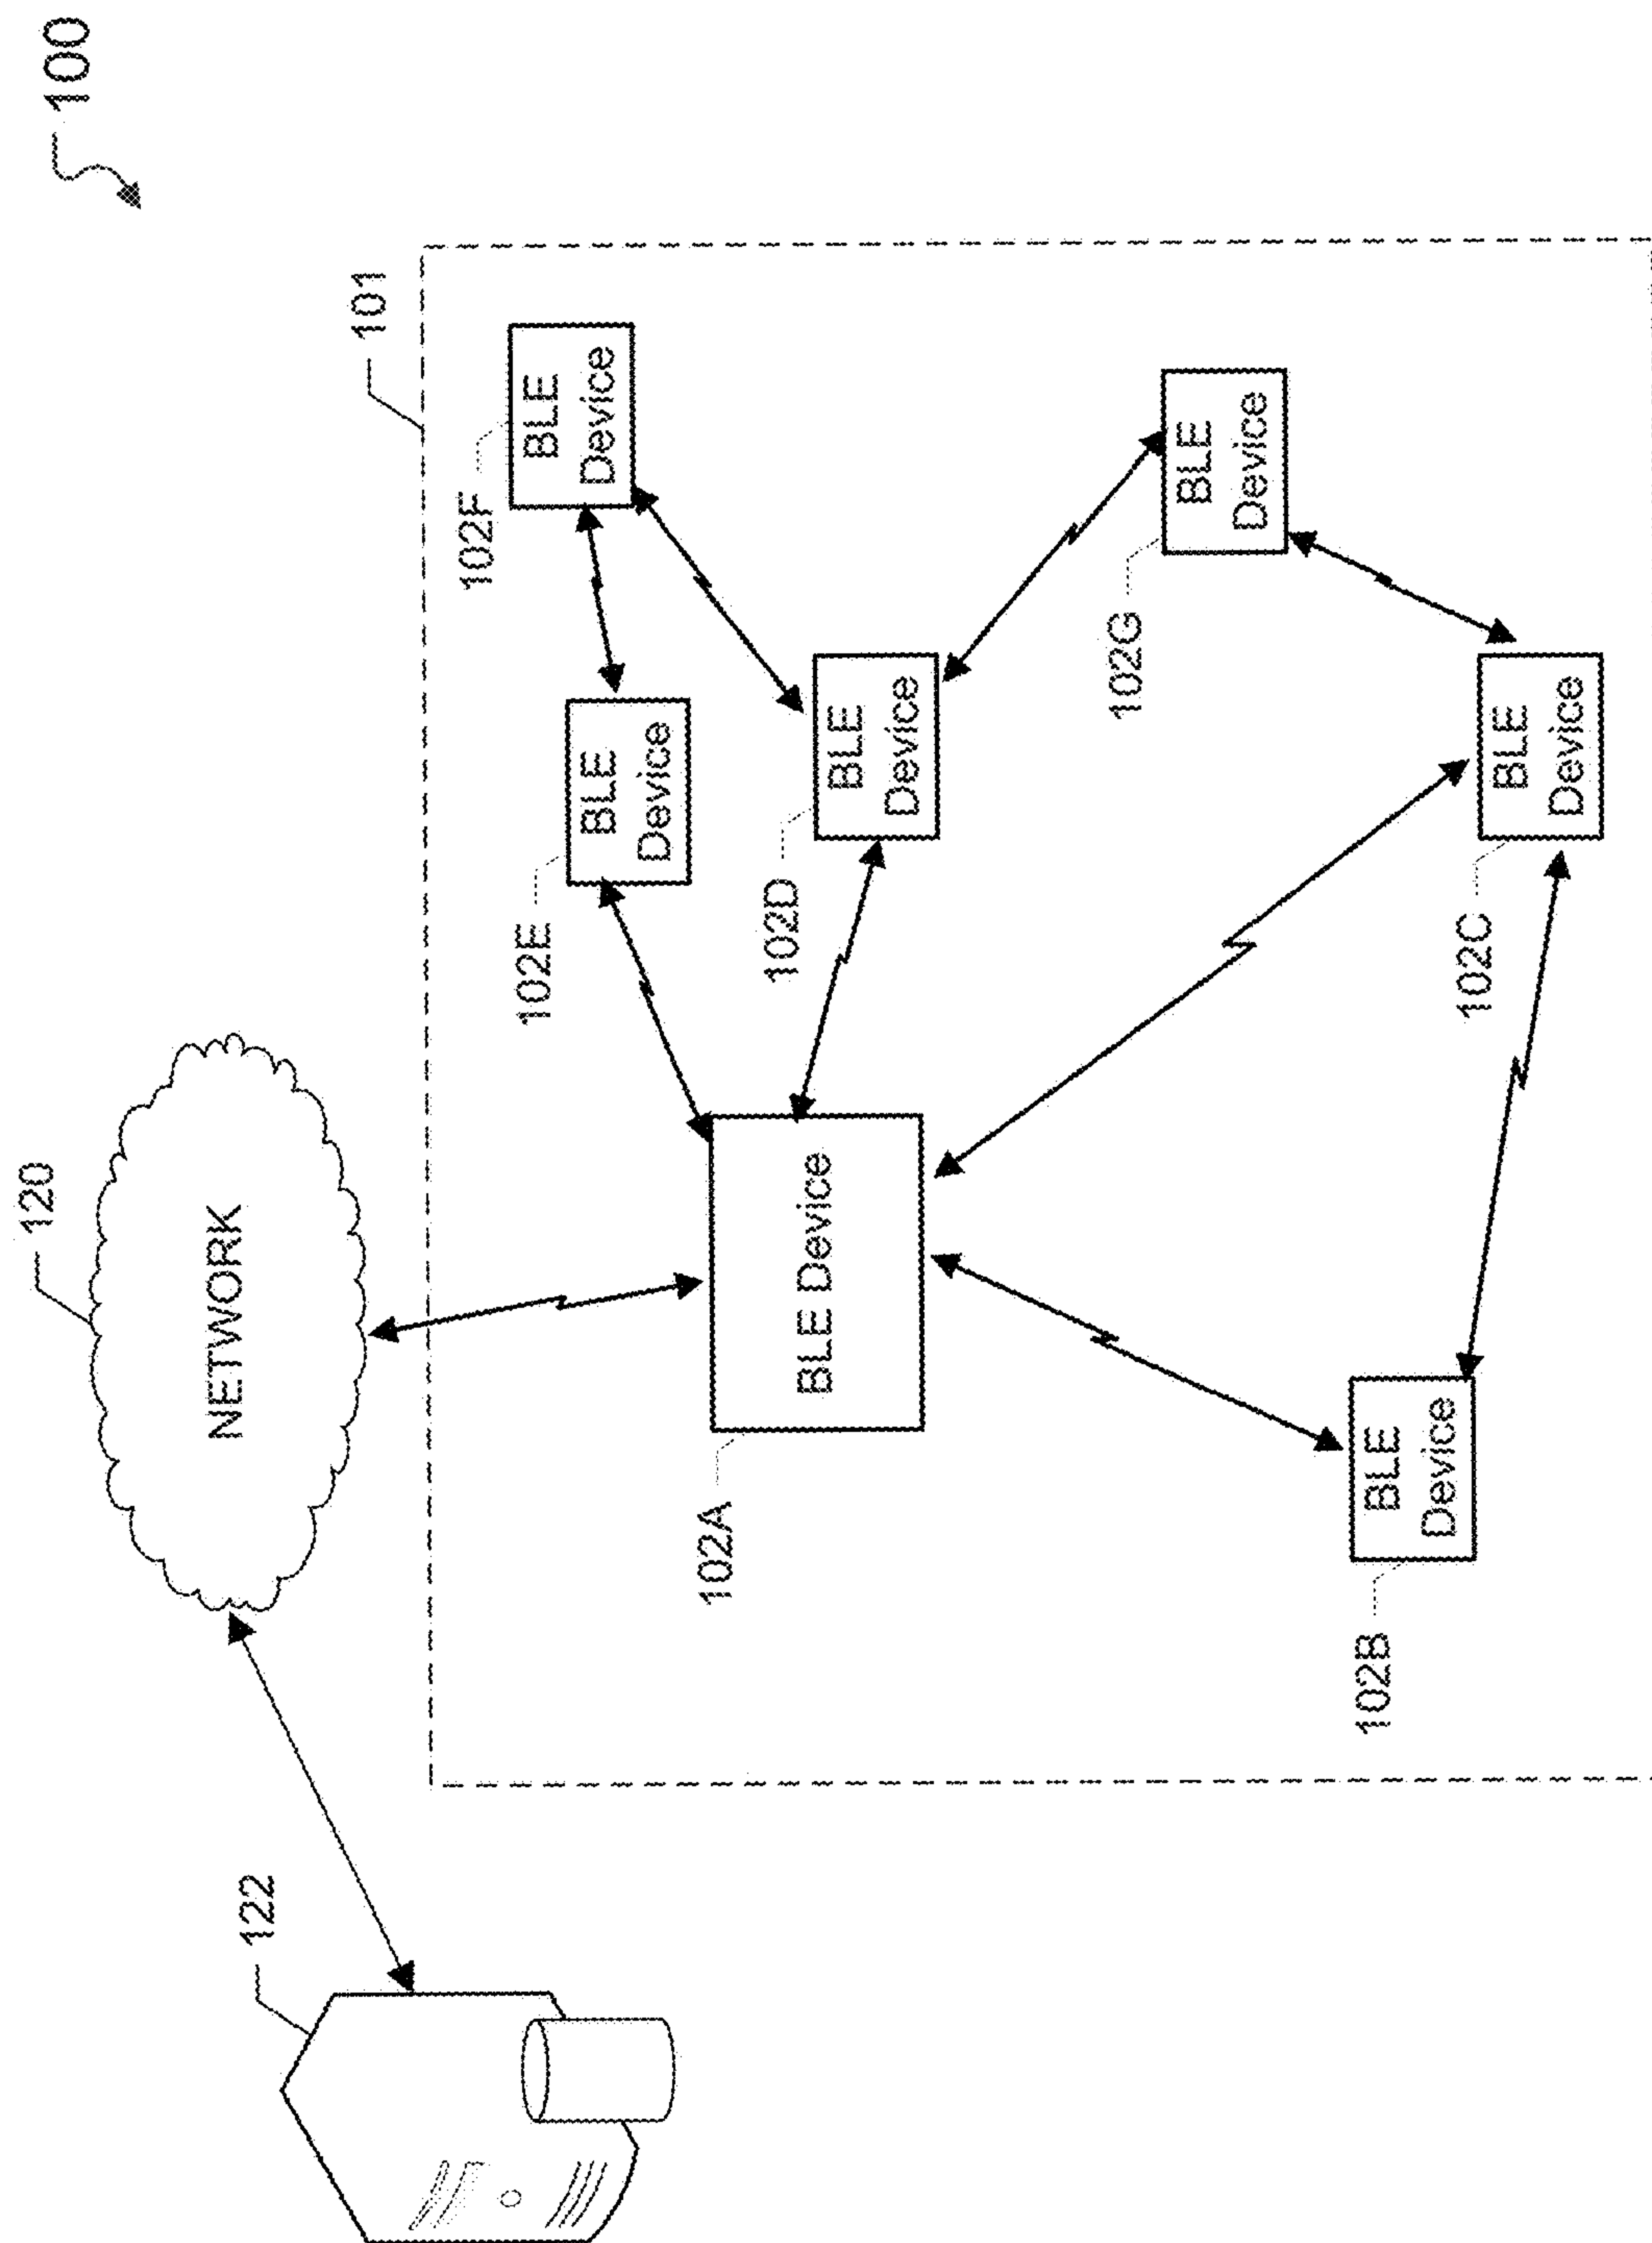 100
120
NETWORK
122
101
102A
BLE Device
102E
BLE
Device
102F
BLE
Device
102D
BLE
Device
102G
BLE
Device
102B
BLE
Device
102C
BLE
Device